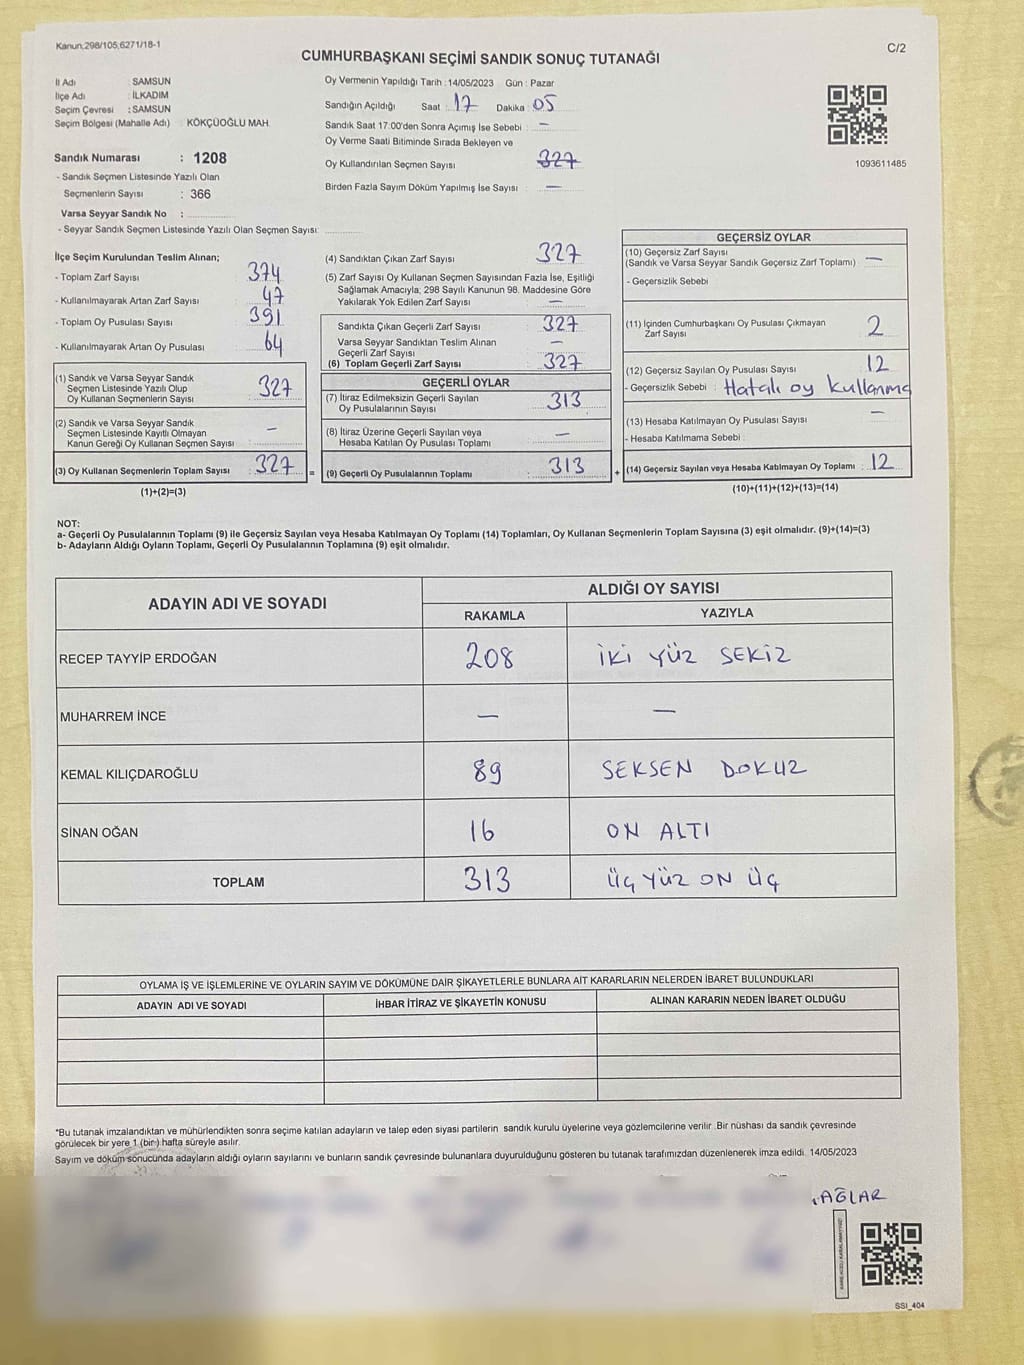 Kanun;298/105;6271/18-1
C/2
CUMHURBAŞKANI SEÇİMİ SANDIK SONUÇ TUTANAĞI
İl Adı : SAMSUN
İlçe Adı : İLKADIM
Seçim Çevresi : SAMSUN
Seçim Bölgesi (Mahalle Adı) : KÖKÇÜOĞLU MAH.
Sandık Numarası : 1208
- Sandık Seçmen Listesinde Yazılı Olan
Seçmenlerin Sayısı : 366
Varsa Seyyar Sandık No :
- Seyyar Sandık Seçmen Listesinde Yazılı Olan Seçmen Sayısı:
Oy Vermenin Yapıldığı Tarih : 14/05/2023 Gün : Pazar
Sandığın Açıldığı Saat : 17 Dakika : 05
Sandık Saat 17:00'den Sonra Açımış İse Sebebi : —
Oy Verme Saati Bitiminde Sırada Bekleyen ve
Oy Kullandırılan Seçmen Sayısı 327
Birden Fazla Sayım Döküm Yapılmış İse Sayısı : —
1093611485
İlçe Seçim Kurulundan Teslim Alınan;
- Toplam Zarf Sayısı 374
- Kullanılmayarak Artan Zarf Sayısı 47
- Toplam Oy Pusulası Sayısı 391
- Kullanılmayarak Artan Oy Pusulası 64
(1) Sandık ve Varsa Seyyar Sandık
Seçmen Listesinde Yazılı Olup
Oy Kullanan Seçmenlerin Sayısı 327
(2) Sandık ve Varsa Seyyar Sandık
Seçmen Listesinde Kayıtlı Olmayan
Kanun Gereği Oy Kullanan Seçmen Sayısı —
(3) Oy Kullanan Seçmenlerin Toplam Sayısı 327 =
(1)+(2)=(3)
(4) Sandıktan Çıkan Zarf Sayısı 327
(5) Zarf Sayısı Oy Kullanan Seçmen Sayısından Fazla İse, Eşitliği
Sağlamak Amacıyla; 298 Sayılı Kanunun 98. Maddesine Göre
Yakılarak Yok Edilen Zarf Sayısı —
Sandıkta Çıkan Geçerli Zarf Sayısı 327
Varsa Seyyar Sandıktan Teslim Alınan
Geçerli Zarf Sayısı —
(6) Toplam Geçerli Zarf Sayısı 327
GEÇERLİ OYLAR
(7) İtiraz Edilmeksizin Geçerli Sayılan
Oy Pusulalarının Sayısı 313
(8) İtiraz Üzerine Geçerli Sayılan veya
Hesaba Katılan Oy Pusulası Toplamı —
(9) Geçerli Oy Pusulalarının Toplamı 313 +
GEÇERSİZ OYLAR
(10) Geçersiz Zarf Sayısı
(Sandık ve Varsa Seyyar Sandık Geçersiz Zarf Toplamı) —
- Geçersizlik Sebebi
(11) İçinden Cumhurbaşkanı Oy Pusulası Çıkmayan
Zarf Sayısı 2
(12) Geçersiz Sayılan Oy Pusulası Sayısı 12
- Geçersizlik Sebebi : Hatalı oy kullanma
(13) Hesaba Katılmayan Oy Pusulası Sayısı —
- Hesaba Katılmama Sebebi :
(14) Geçersiz Sayılan veya Hesaba Katılmayan Oy Toplamı : 12
(10)+(11)+(12)+(13)=(14)
NOT:
a- Geçerli Oy Pusulalarının Toplamı (9) ile Geçersiz Sayılan veya Hesaba Katılmayan Oy Toplamı (14) Toplamları, Oy Kullanan Seçmenlerin Toplam Sayısına (3) eşit olmalıdır. (9)+(14)=(3)
b- Adayların Aldığı Oyların Toplamı, Geçerli Oy Pusulalarının Toplamına (9) eşit olmalıdır.
ADAYIN ADI VE SOYADI
ALDIĞI OY SAYISI
RAKAMLA YAZIYLA
RECEP TAYYİP ERDOĞAN 208 İKİ YÜZ SEKİZ
MUHARREM İNCE — —
KEMAL KILIÇDAROĞLU 89 SEKSEN DOKUZ
SİNAN OĞAN 16 ON ALTI
TOPLAM 313 ÜÇ YÜZ ON ÜÇ
OYLAMA İŞ VE İŞLEMLERİNE VE OYLARIN SAYIM VE DÖKÜMÜNE DAİR ŞİKAYETLERLE BUNLARA AİT KARARLARIN NELERDEN İBARET BULUNDUKLARI
ADAYIN ADI VE SOYADI İHBAR İTİRAZ VE ŞİKAYETİN KONUSU ALINAN KARARIN NEDEN İBARET OLDUĞU
*Bu tutanak imzalandıktan ve mühürlendikten sonra seçime katılan adayların ve talep eden siyasi partilerin sandık kurulu üyelerine veya gözlemcilerine verilir. Bir nüshası da sandık çevresinde
görülecek bir yere 1 (bir) hafta süreyle asılır.
Sayım ve döküm sonucunda adayların aldığı oyların sayılarını ve bunların sandık çevresinde bulunanlara duyurulduğunu gösteren bu tutanak tarafımızdan düzenlenerek imza edildi. 14/05/2023
AĞLAR
SSI_404